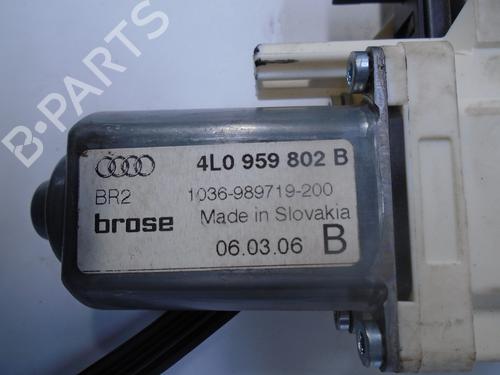 B-PARTS
4L0 959 802 B
BR2 1036-989719-200
brose Made in Slovakia
06.03.06 B